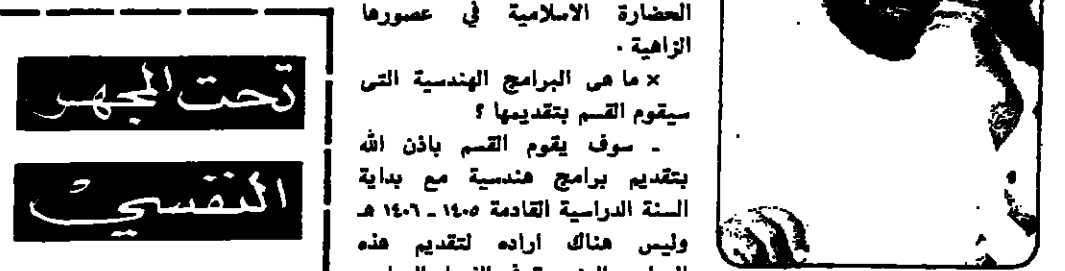 الحضارة الاسلامية في عصورها
الزاهية .
× ما هى البرامج الهندسية التى
سيقوم القسم بتقديمها ؟
ـ سوف يقوم القسم باذن الله
بتقديم برامج هندسية مع بداية
السنة الدراسية القادمة ١٤٠٥ ـ ١٤٠٦ هـ
وليس هناك اراده لتقديم هذه
تحت المجهر
النفسي